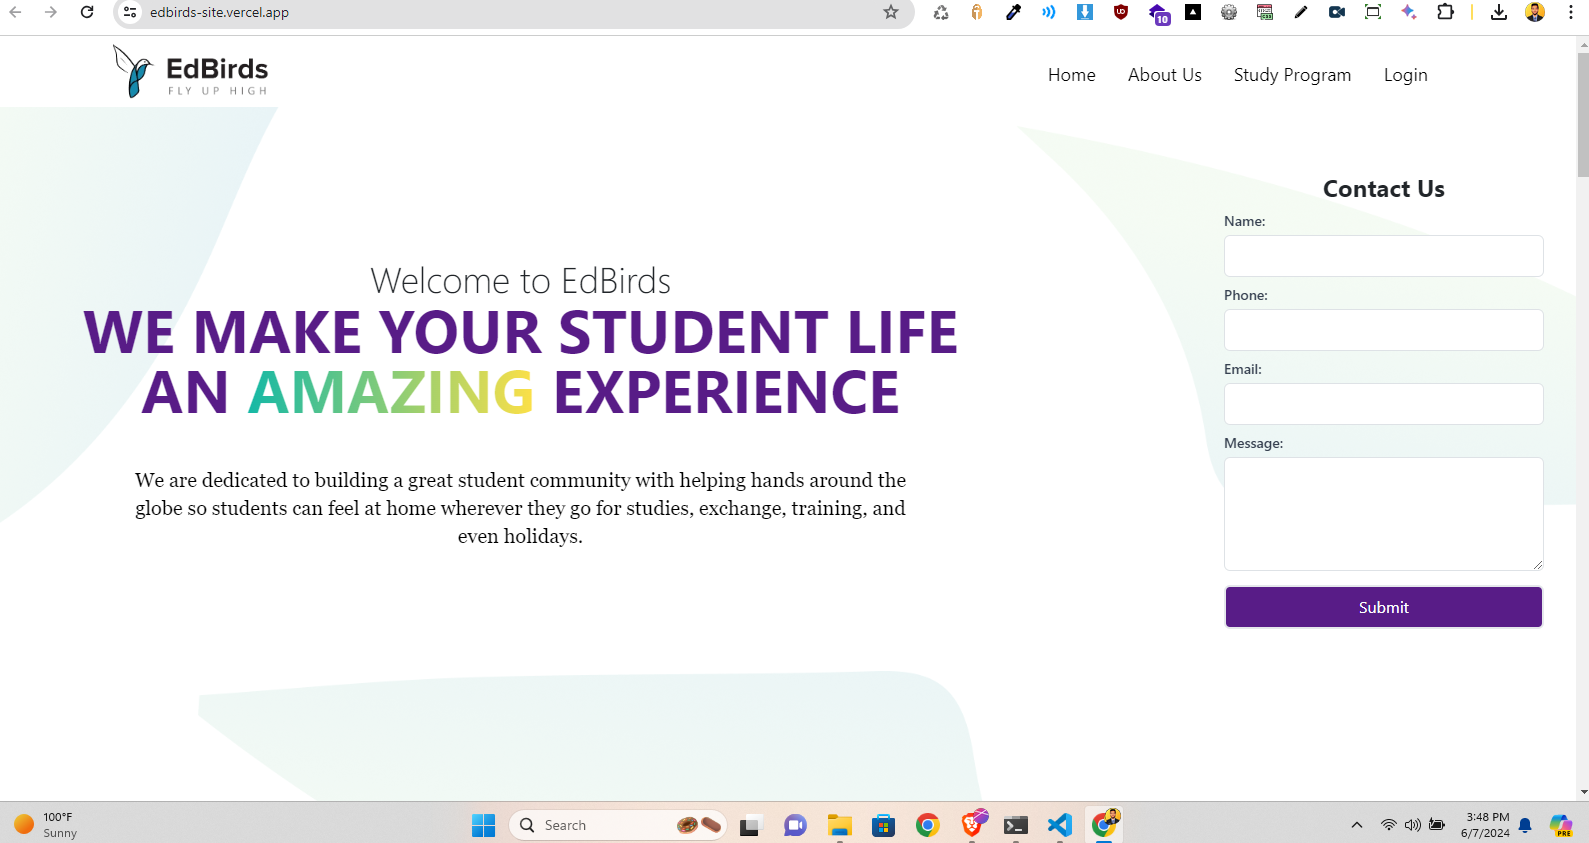 edbirds-site.vercel.app
10
EdBirds
FLY UP HIGH
Home
About Us
Study Program
Login
Contact Us
Name:
Phone:
Email:
Message:
Submit
Welcome to EdBirds
WE MAKE YOUR STUDENT LIFE
AN AMAZING EXPERIENCE
We are dedicated to building a great student community with helping hands around the
globe so students can feel at home wherever they go for studies, exchange, training, and
even holidays.
100°F
Sunny
Search
3:48 PM
6/7/2024
PRE